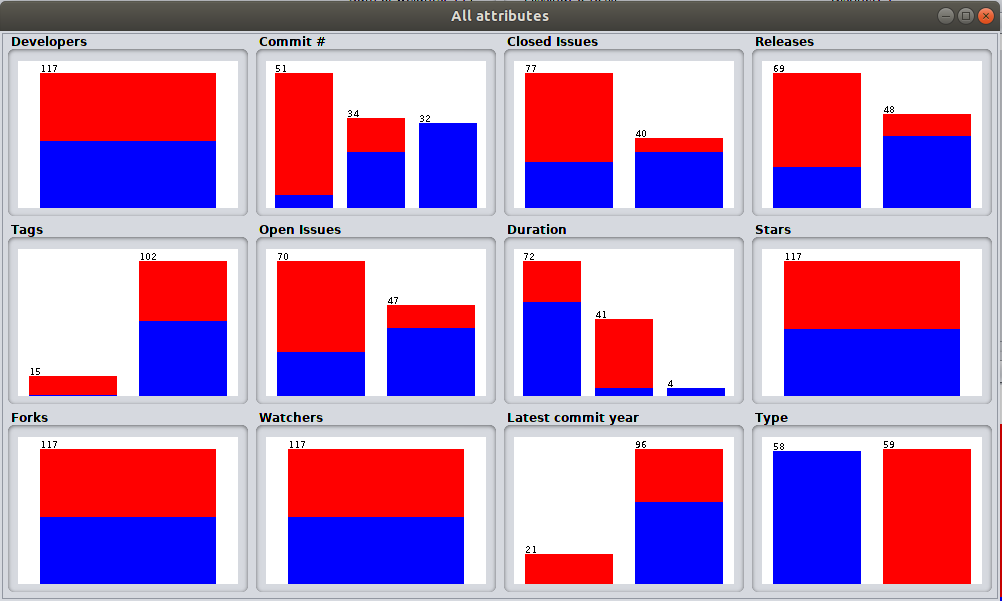 All attributes
Developers
117
Commit #
51
34
32
Closed Issues
77
40
Releases
69
48
Tags
15
102
Open Issues
70
47
Duration
72
41
4
Stars
117
Forks
117
Watchers
117
Latest commit year
21
96
Type
58
59